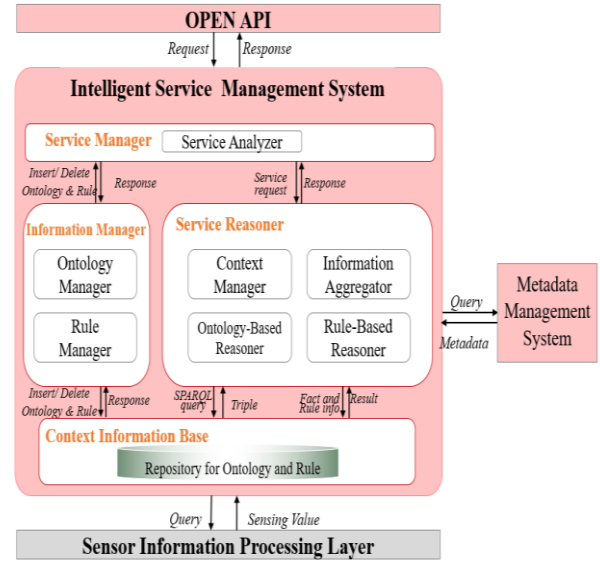 OPEN API
Request
Response
Intelligent Service Management System
Service Manager
Service Analyzer
Insert/ Delete
Ontology & Rule
Response
Service
request
Response
Information Manager
Ontology
Manager
Rule
Manager
Service Reasoner
Context
Manager
Information
Aggregator
Ontology-Based
Reasoner
Rule-Based
Reasoner
Query
Metadata
Metadata
Management
System
Insert/ Delete
Ontology & Rule
Response
SPARQL
query
Triple
Fact and
Rule info.
Result
Context Information Base
Repository for Ontology and Rule
Query
Sensing Value
Sensor Information Processing Layer